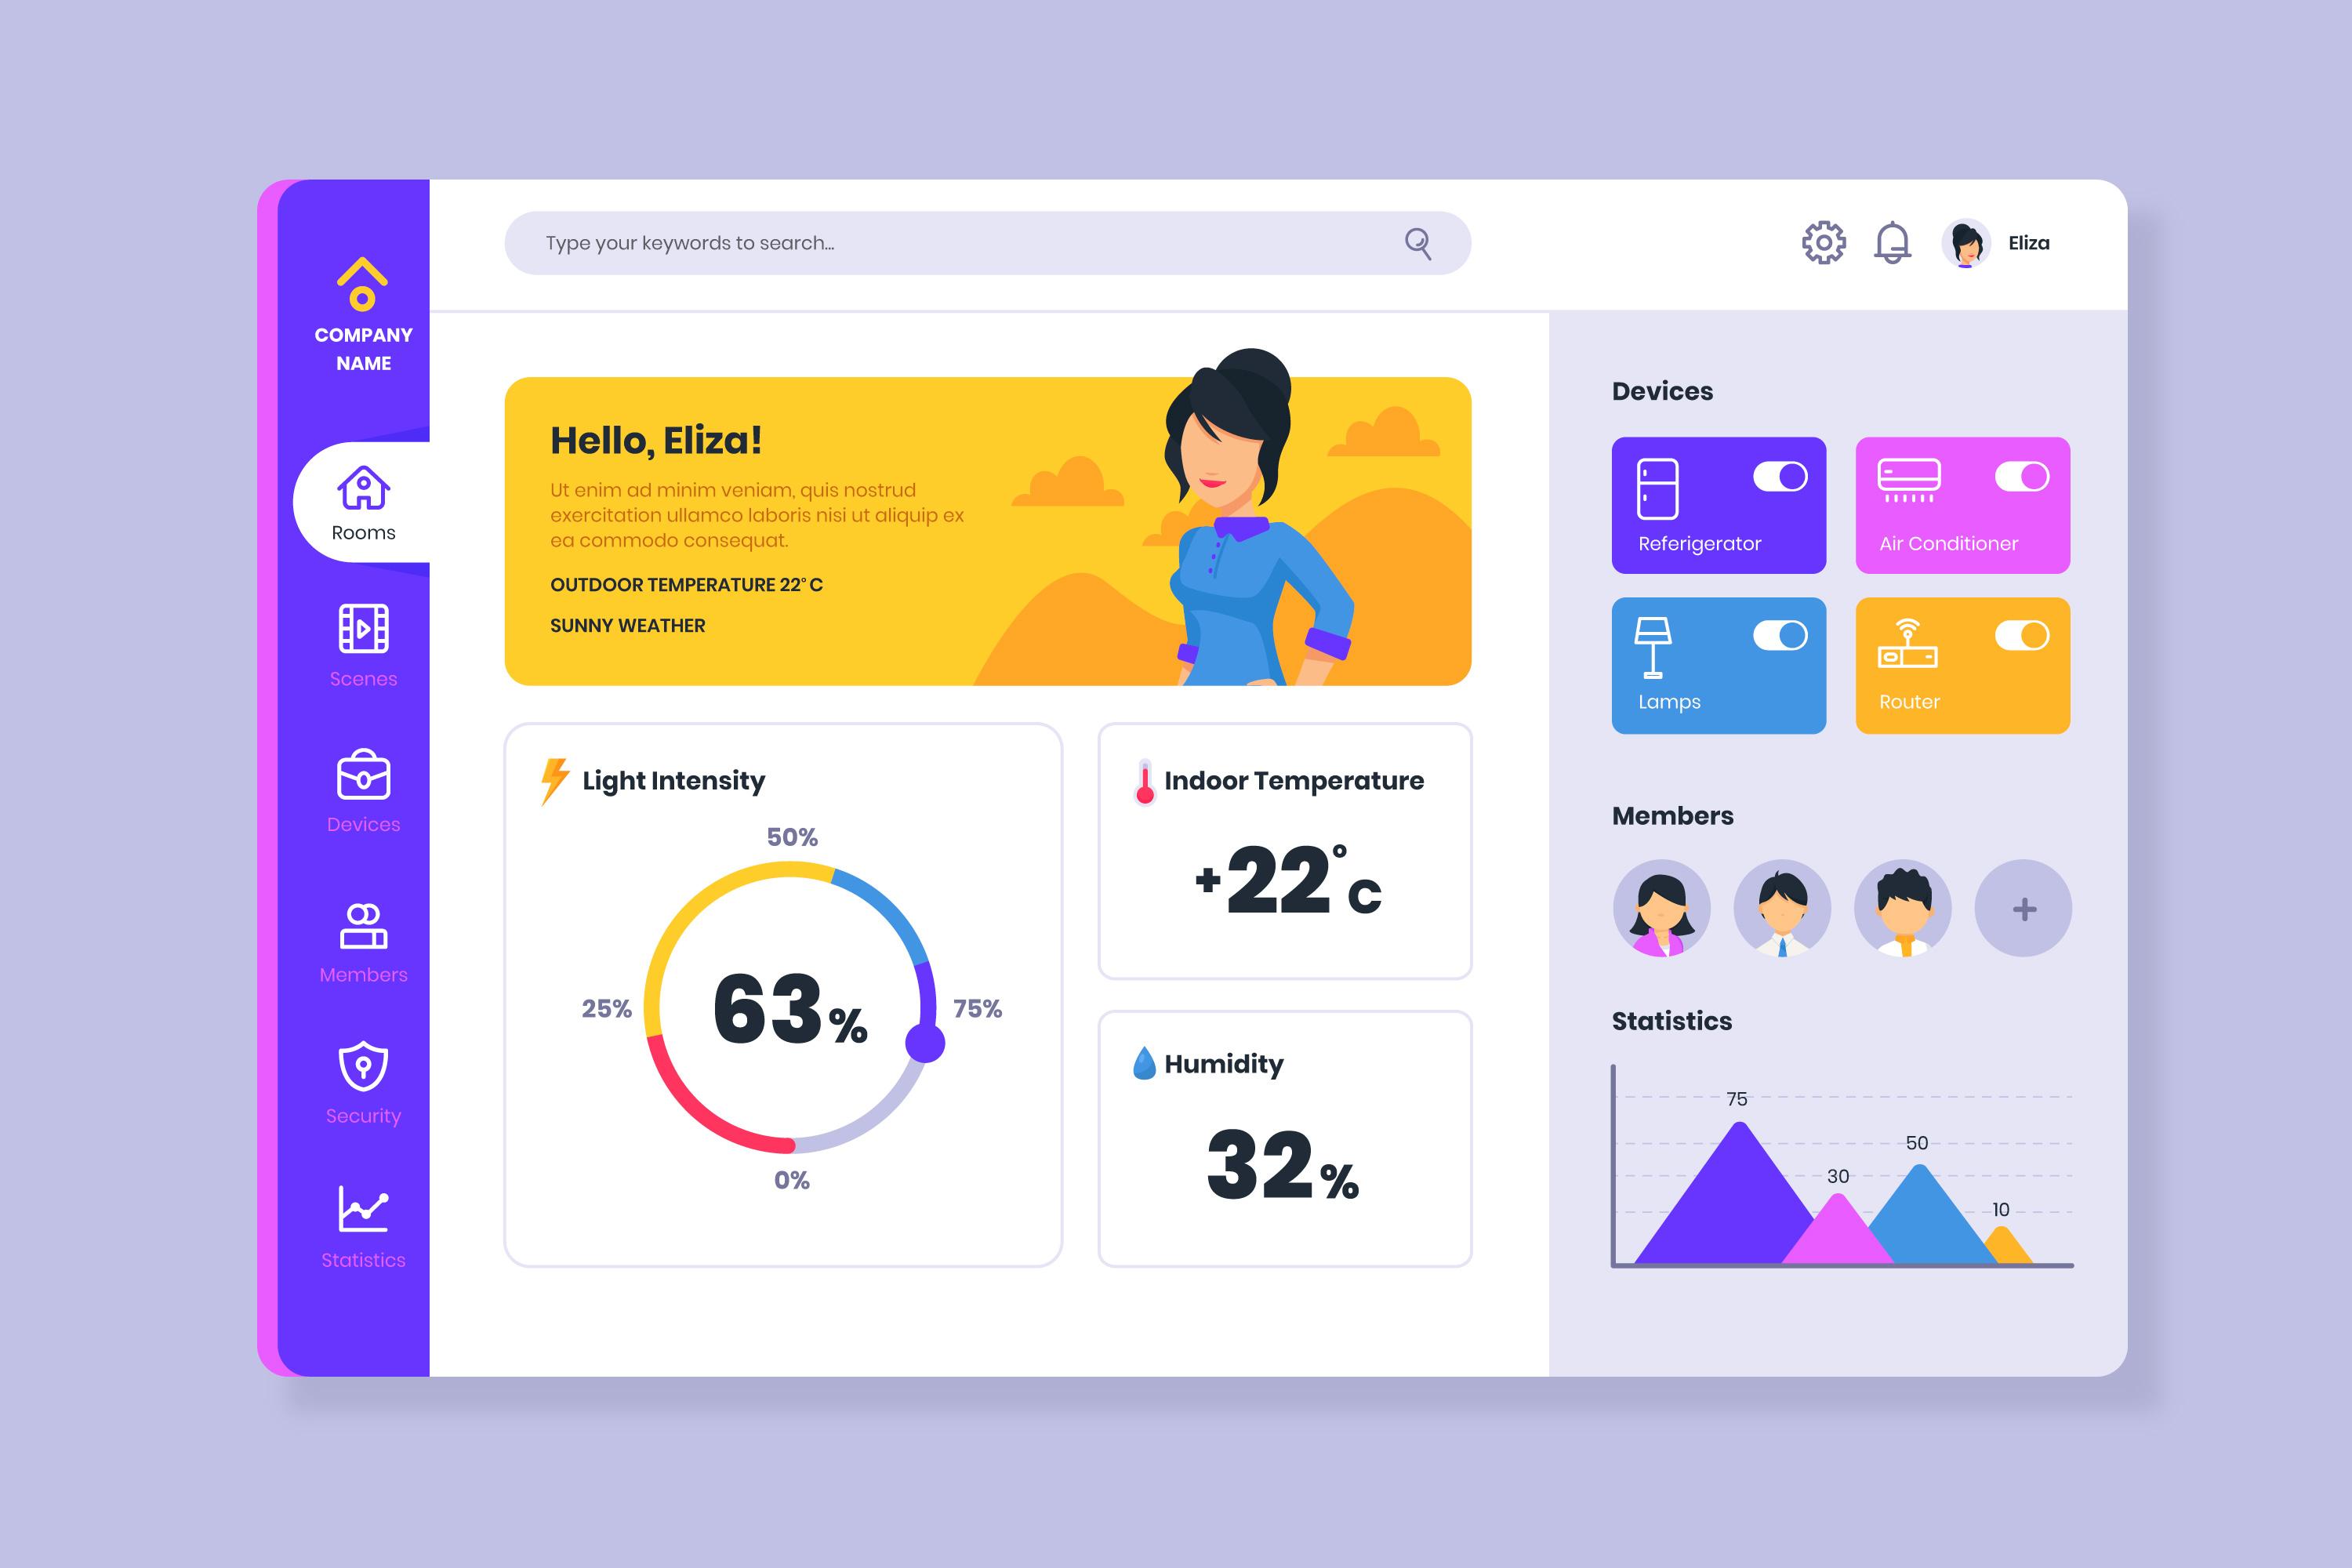 COMPANY
NAME
Rooms
Scenes
Devices
Members
Security
Statistics
Type your keywords to search...
Eliza
Hello, Eliza!
Ut enim ad minim veniam, quis nostrud
exercitation ullamco laboris nisi ut aliquip ex
ea commodo consequat.
OUTDOOR TEMPERATURE 22° C
SUNNY WEATHER
Light Intensity
50%
25%
63%
75%
0%
Indoor Temperature
+22°C
Humidity
32%
Devices
Referigerator
Air Conditioner
Lamps
Router
Members
+
Statistics
75
30
50
10